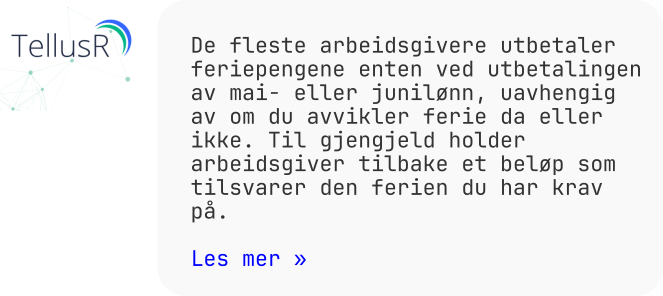 TellusR
De fleste arbeidsgivere utbetaler
feriepengene enten ved utbetalingen
av mai- eller junilønn, uavhengig
av om du avvikler ferie da eller
ikke. Til gjengjeld holder
arbeidsgiver tilbake et beløp som
tilsvarer den ferien du har krav
på.
Les mer »